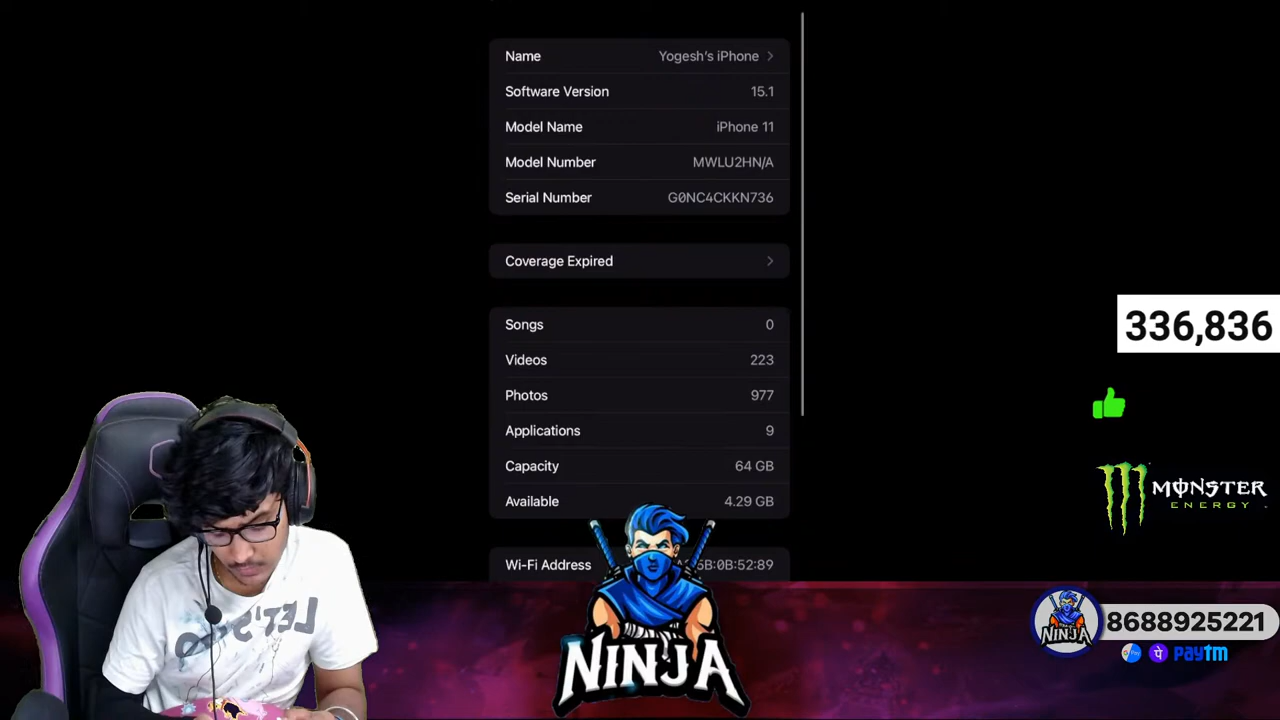 Name Yogesh's iPhone
Software Version 15.1
Model Name iPhone 11
Model Number MWLU2HN/A
Serial Number G0NC4CKKN736
Coverage Expired
Songs 0
Videos 223
Photos 977
Applications 9
Capacity 64 GB
Available 4.29 GB
Wi-Fi Address 5B:0B:52:89
336,836
MONSTER
ENERGY
LET'S
NINJA
NINJA
8688925221
पे paytm